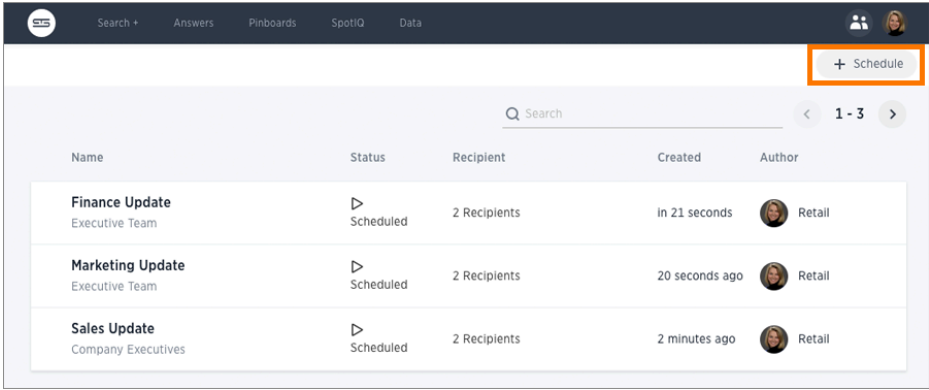 STS Search + Answers Pinboards SpotIQ Data
+ Schedule
Search
< 1 - 3 >
Name Status Recipient Created Author
Finance Update
Executive Team
Scheduled
2 Recipients
in 21 seconds
Retail
Marketing Update
Executive Team
Scheduled
2 Recipients
20 seconds ago
Retail
Sales Update
Company Executives
Scheduled
2 Recipients
2 minutes ago
Retail